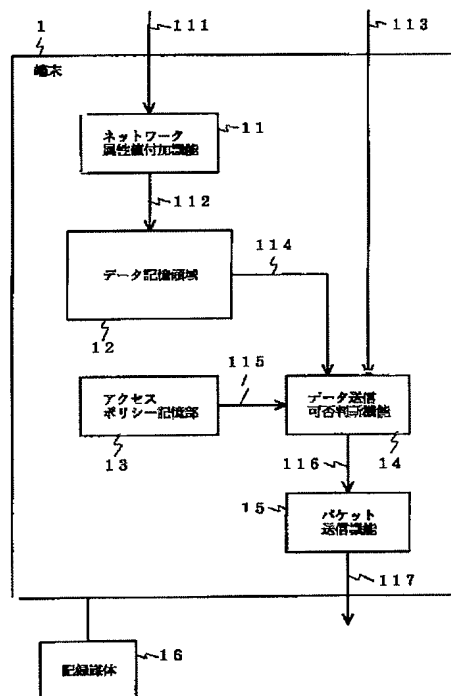 111
113
1
端末
ネットワーク
属性値付加機能
11
112
データ記憶領域
114
12
アクセス
ポリシー記憶部
115
データ送信
可否判断機能
13
116
14
15
パケット
送信機能
117
記録媒体
16